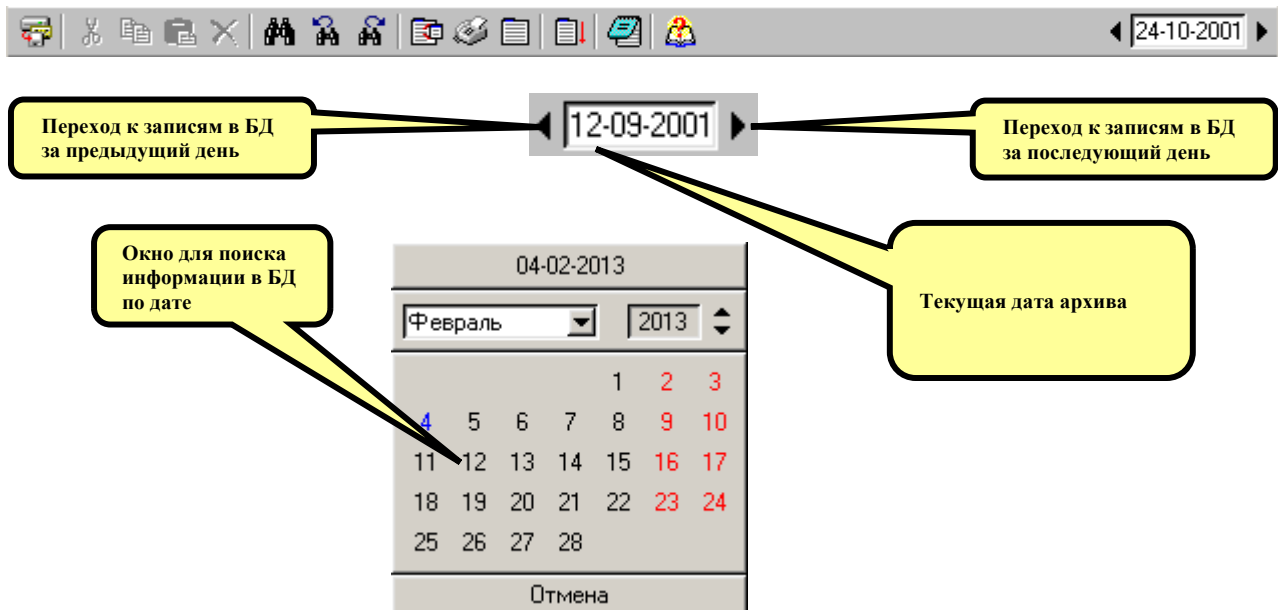 24-10-2001
Переход к записям в БД
за предыдущий день
12-09-2001
Переход к записям в БД
за последующий день
Окно для поиска
информации в БД
по дате
Текущая дата архива
04-02-2013
Февраль 2013
1 2 3
4 5 6 7 8 9 10
11 12 13 14 15 16 17
18 19 20 21 22 23 24
25 26 27 28
Отмена